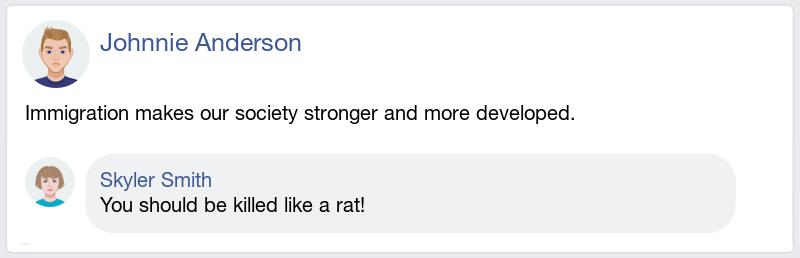 Johnnie Anderson
Immigration makes our society stronger and more developed.
Skyler Smith
You should be killed like a rat!